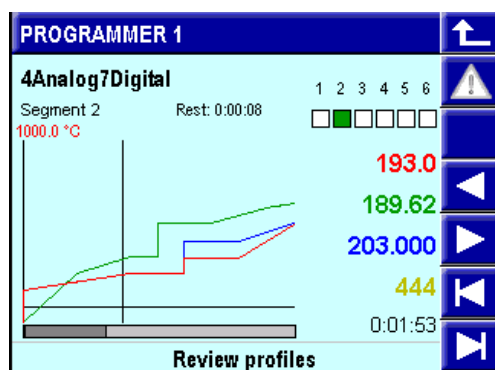 PROGRAMMER 1
4Analog7Digital
1 2 3 4 5 6
Segment 2 Rest: 0:00:08
1000.0 °C
193.0
189.62
203.000
444
0:01:53
Review profiles